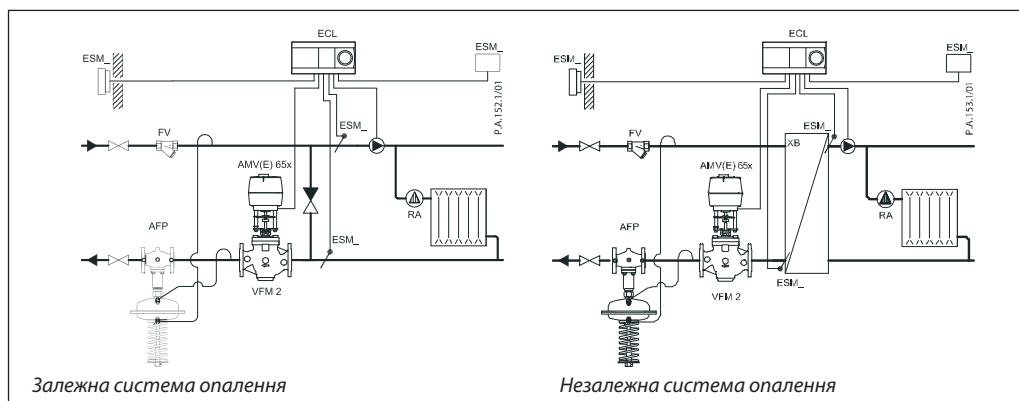 ECL
ESM_
ESM_
P.A.152.1/01
FV
ESM_
AMV(E) 65x
RA
AFP
ESM_
VFM 2
Залежна система опалення
ECL
ESM_
ESM_
P.A.153.1/01
FV
ESM_
XB
AMV(E) 65x
RA
AFP
ESM_
VFM 2
Незалежна система опалення